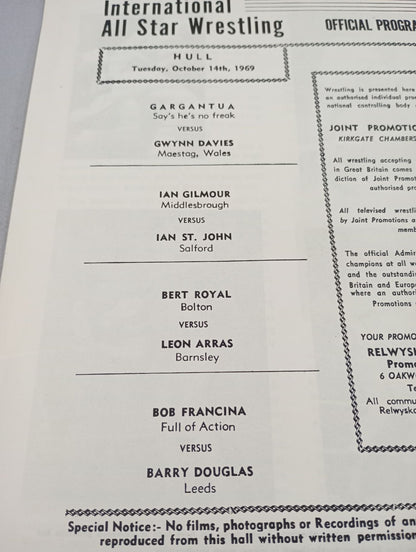 International
All Star Wrestling
OFFICIAL PROGRA
HULL
Tuesday, October 14th, 1969
GARGANTUA
Say's he's no freak
VERSUS
GWYNN DAVIES
Maestag, Wales
IAN GILMOUR
Middlesbrough
VERSUS
IAN ST. JOHN
Salford
BERT ROYAL
Bolton
VERSUS
LEON ARRAS
Barnsley
BOB FRANCINA
Full of Action
VERSUS
BARRY DOUGLAS
Leeds
Wrestling is presented here
an authorised individual pro
national controlling body
JOINT PROMOTIO
KIRKGATE CHAMBERS
All wrestling accepting
in Great Britain comes
diction of Joint Promot
authorised pr
All televised wrestli
by Joint Promotions a
memb
The official Admir
champions at all w
and the outstandin
Britain and Europe
where an author
Promotions
YOUR PROMO
RELWYSK
Promo
6 OAKW
Te
All commu
Relwysko
Special Notice:- No films, photographs or Recordings of an
reproduced from this hall without written permission